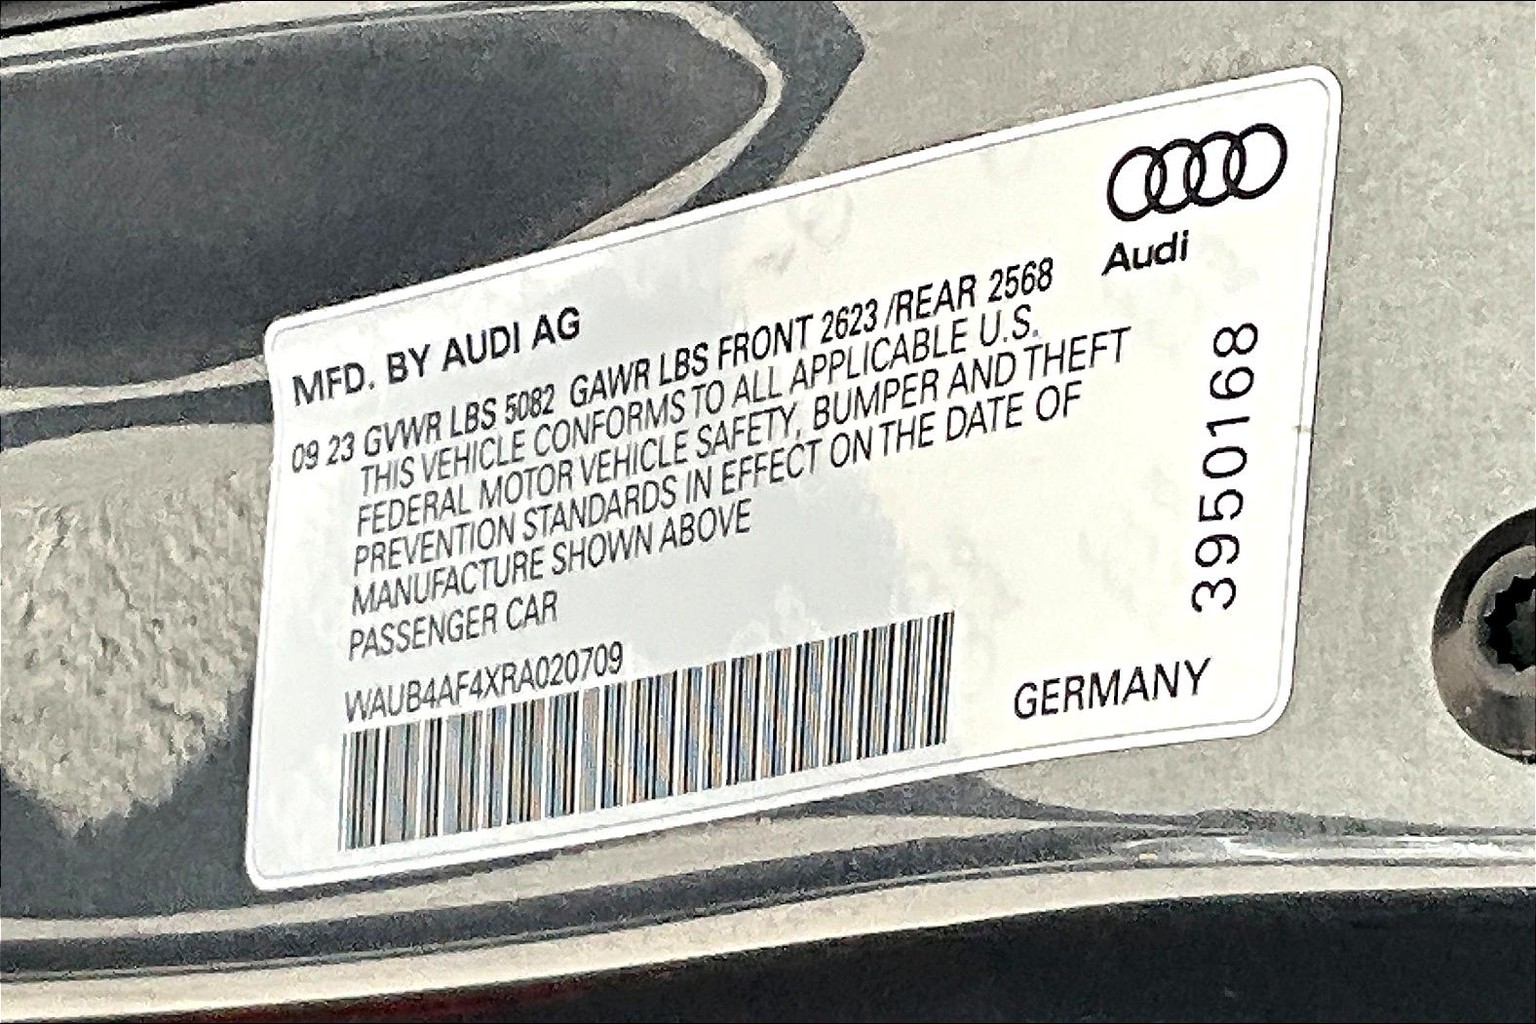 Audi
MFD. BY AUDI AG
09 23 GVWR LBS 5082 GAWR LBS FRONT 2623 /REAR 2568
THIS VEHICLE CONFORMS TO ALL APPLICABLE U.S.
FEDERAL MOTOR VEHICLE SAFETY, BUMPER AND THEFT
PREVENTION STANDARDS IN EFFECT ON THE DATE OF
MANUFACTURE SHOWN ABOVE
PASSENGER CAR
WAUB4AF4XRA020709
GERMANY
3950168